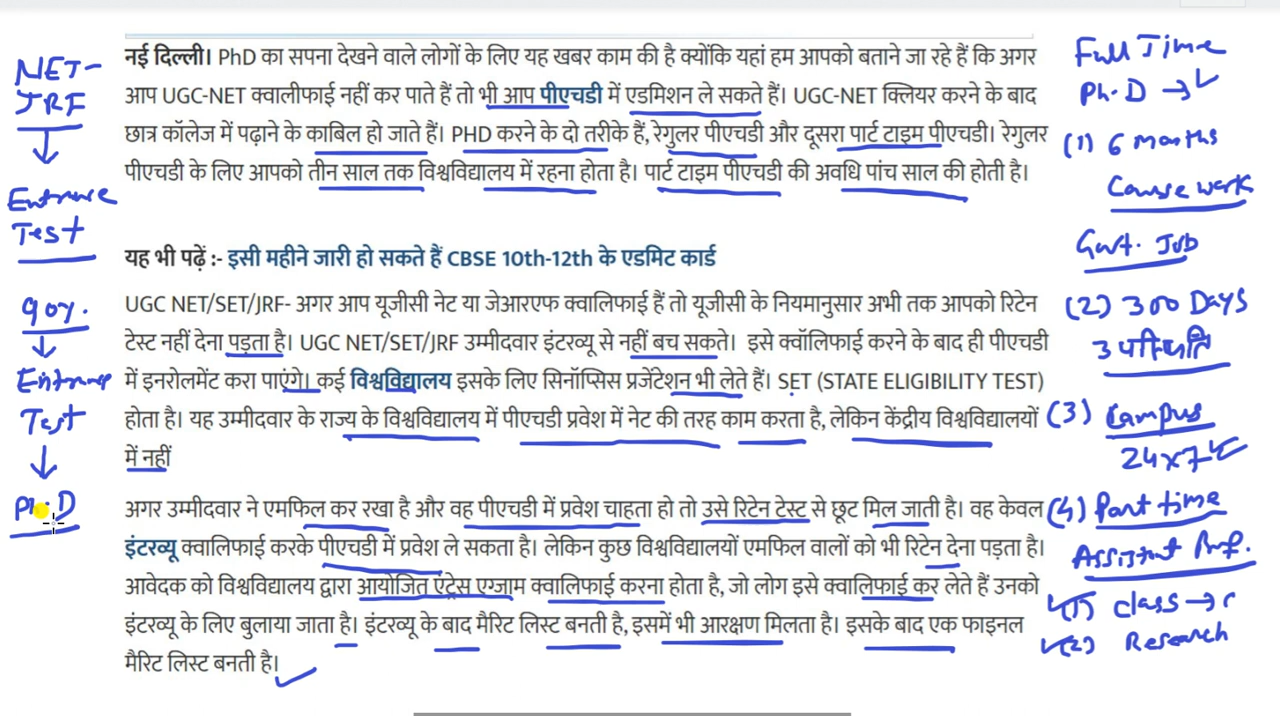 नई दिल्ली। PhD का सपना देखने वाले लोगों के लिए यह खबर काम की है क्योंकि यहां हम आपको बताने जा रहे हैं कि अगर
आप UGC-NET क्वालीफाई नहीं कर पाते हैं तो भी आप पीएचडी में एडमिशन ले सकते हैं। UGC-NET क्लियर करने के बाद
छात्र कॉलेज में पढ़ाने के काबिल हो जाते हैं। PHD करने के दो तरीके हैं, रेगुलर पीएचडी और दूसरा पार्ट टाइम पीएचडी। रेगुलर
पीएचडी के लिए आपको तीन साल तक विश्वविद्यालय में रहना होता है। पार्ट टाइम पीएचडी की अवधि पांच साल की होती है।
यह भी पढ़ें :- इसी महीने जारी हो सकते हैं CBSE 10th-12th के एडमिट कार्ड
UGC NET/SET/JRF- अगर आप यूजीसी नेट या जेआरएफ क्वालिफाई हैं तो यूजीसी के नियमानुसार अभी तक आपको रिटेन
टेस्ट नहीं देना पड़ता है। UGC NET/SET/JRF उम्मीदवार इंटरव्यू से नहीं बच सकते। इसे क्वॉलिफाई करने के बाद ही पीएचडी
में इनरोलमेंट करा पाएंगे। कई विश्वविद्यालय इसके लिए सिनॉप्सिस प्रजेंटेशन भी लेते हैं। SET (STATE ELIGIBILITY TEST)
होता है। यह उम्मीदवार के राज्य के विश्वविद्यालय में पीएचडी प्रवेश में नेट की तरह काम करता है, लेकिन केंद्रीय विश्वविद्यालयों
में नहीं
अगर उम्मीदवार ने एमफिल कर रखा है और वह पीएचडी में प्रवेश चाहता हो तो उसे रिटेन टेस्ट से छूट मिल जाती है। वह केवल
इंटरव्यू क्वालिफाई करके पीएचडी में प्रवेश ले सकता है। लेकिन कुछ विश्वविद्यालयों एमफिल वालों को भी रिटेन देना पड़ता है।
आवेदक को विश्वविद्यालय द्वारा आयोजित एंट्रेस एग्जाम क्वालिफाई करना होता है, जो लोग इसे क्वालिफाई कर लेते हैं उनको
इंटरव्यू के लिए बुलाया जाता है। इंटरव्यू के बाद मैरिट लिस्ट बनती है, इसमें भी आरक्षण मिलता है। इसके बाद एक फाइनल
मैरिट लिस्ट बनती है।
NET-
JRF
Entrance
Test
90%.
Entrance
Test
Ph.D
Full Time
Ph.D →
(1) 6 months
Course work
Govt. Job
(2) 300 Days
3
(3) Campus
24x7
(4) Part time
Assistant Prof.
(1) Class →
(2) Research